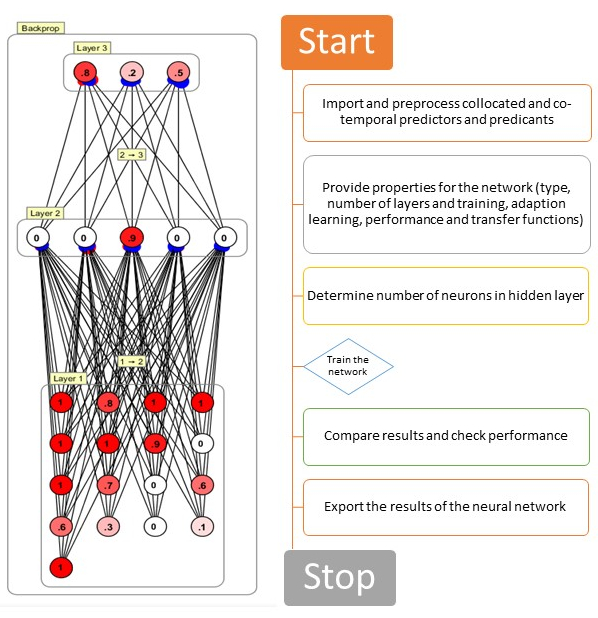 Backprop
Layer 3
.8 .2 .5
2 → 3
Layer 2
0 0 .9 0 0
1 → 2
Layer 1
1 .8 1 1
1 1 .9 0
1 .7 0 .6
.6 .3 0 .1
1
Start
Import and preprocess collocated and co-
temporal predictors and predicants
Provide properties for the network (type,
number of layers and training, adaption
learning, performance and transfer functions)
Determine number of neurons in hidden layer
Train the
network
Compare results and check performance
Export the results of the neural network
Stop